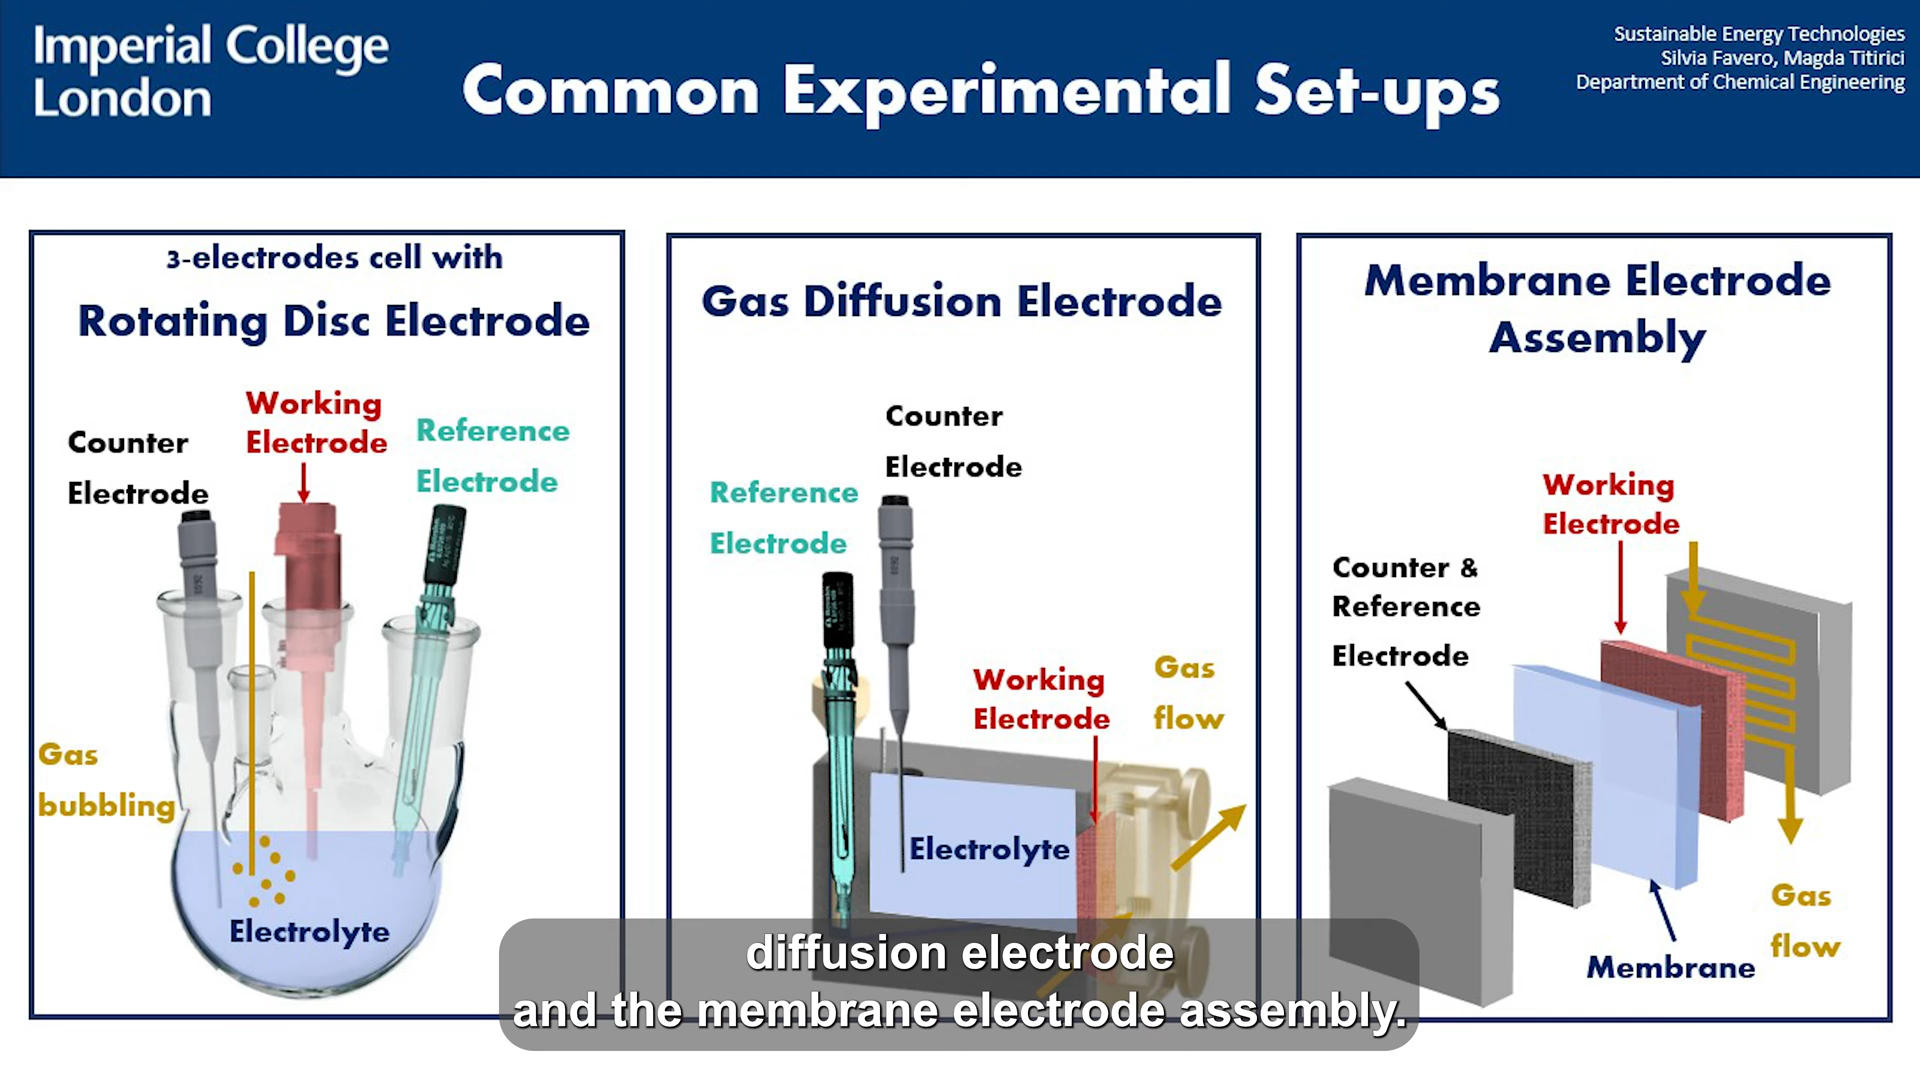 Imperial College
London
Common Experimental Set-ups
Sustainable Energy Technologies
Silvia Favero, Magda Titirici
Department of Chemical Engineering
3-electrodes cell with
Rotating Disc Electrode
Counter
Electrode
Working
Electrode
Reference
Electrode
Gas
bubbling
Electrolyte
Gas Diffusion Electrode
Counter
Electrode
Reference
Electrode
Working
Electrode
Gas
flow
Electrolyte
Membrane Electrode
Assembly
Working
Electrode
Counter &
Reference
Electrode
Membrane
Gas
flow
diffusion electrode
and the membrane electrode assembly.